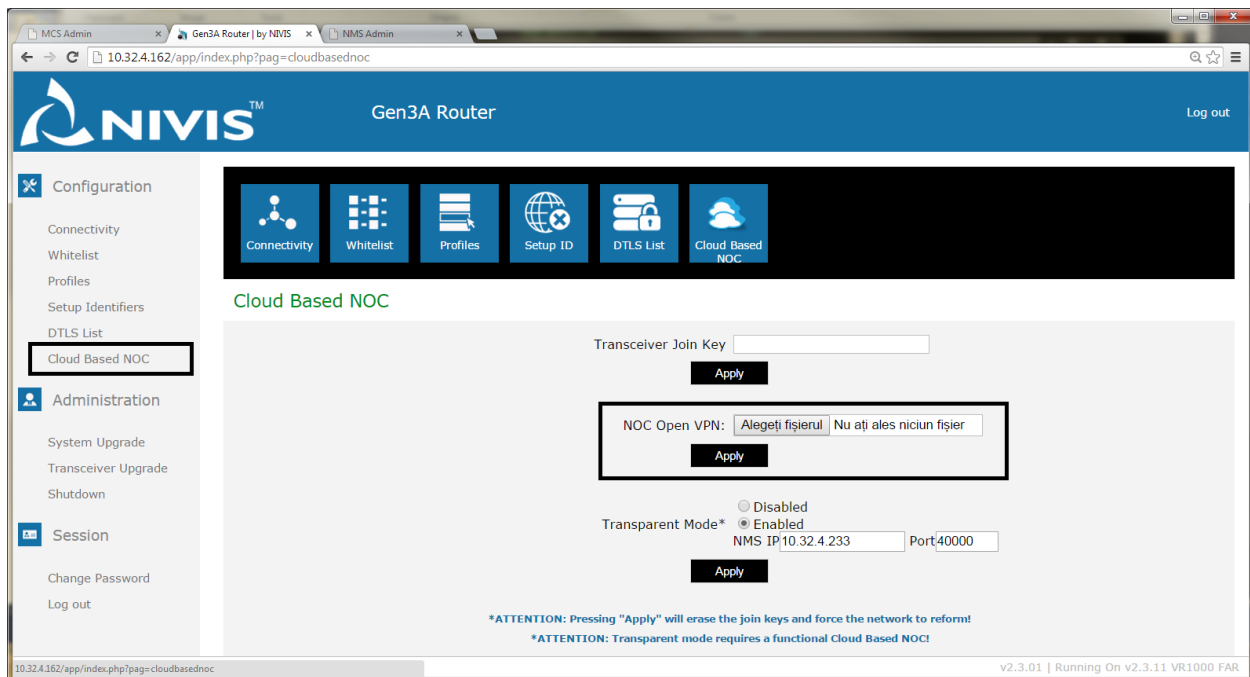 MCS Admin
Gen3A Router | by NIVIS
NMS Admin
10.32.4.162/app/index.php?pag=cloudbasednoc
NIVIS™
Gen3A Router
Log out
Configuration
Connectivity
Whitelist
Profiles
Setup Identifiers
DTLS List
Cloud Based NOC
Administration
System Upgrade
Transceiver Upgrade
Shutdown
Session
Change Password
Log out
Connectivity
Whitelist
Profiles
Setup ID
DTLS List
Cloud Based
NOC
Cloud Based NOC
Transceiver Join Key
Apply
NOC Open VPN: Alegeți fișierul Nu ați ales niciun fișier
Apply
Disabled
Transparent Mode* Enabled
NMS IP 10.32.4.233 Port 40000
Apply
*ATTENTION: Pressing "Apply" will erase the join keys and force the network to reform!
*ATTENTION: Transparent mode requires a functional Cloud Based NOC!
10.32.4.162/app/index.php?pag=cloudbasednoc
v2.3.01 | Running On v2.3.11 VR1000 FAR